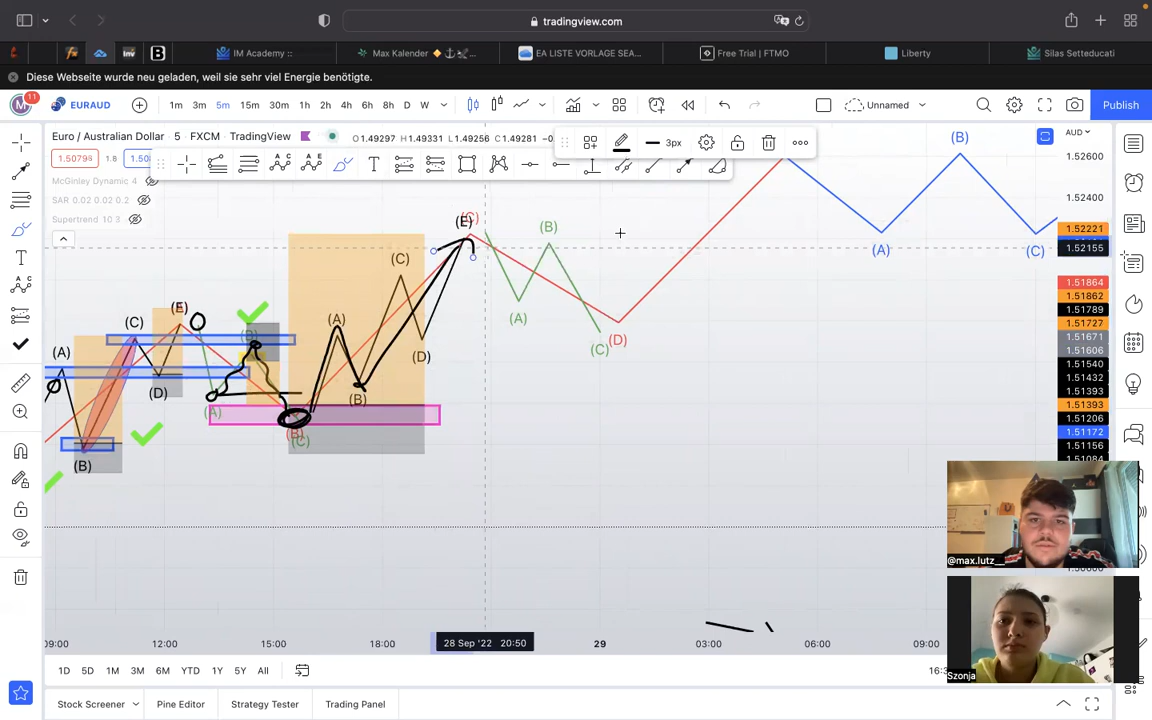 tradingview.com
IM Academy ::
Max Kalender
EA LISTE VORLAGE SEA...
Free Trial | FTMO
Liberty
Silas Setteducati
Diese Webseite wurde neu geladen, weil sie sehr viel Energie benötigte.
M 11 EURAUD 1m 3m 5m 15m 30m 1h 2h 4h 6h 8h D W Unnamed Publish
Euro / Australian Dollar 5 FXCM TradingView O1.49297 H1.49331 L1.49256 C1.49281
3px
AUD
1.8
McGinley Dynamic 4
SAR 0.02 0.02 0.2
Supertrend 10 3
(B)
1.52600
1.52400
1.52221
1.52155
1.51864
1.51862
1.51789
1.51727
1.51671
1.51606
1.51540
1.51432
1.51393
1.51206
1.51172
1.51084
(E) (C)
(B)
(A)
(C)
(C)
(A)
(D)
(C)
(E)
(C)
(A)
(A)
(D)
(D)
(B)
(A)
(B)
(C)
(B)
@max.lutz__
Szonja
09:00 12:00 15:00 18:00 28 Sep '22 20:50 29 03:00 06:00 09:00
1D 5D 1M 3M 6M YTD 1Y 5Y All
Stock Screener Pine Editor Strategy Tester Trading Panel